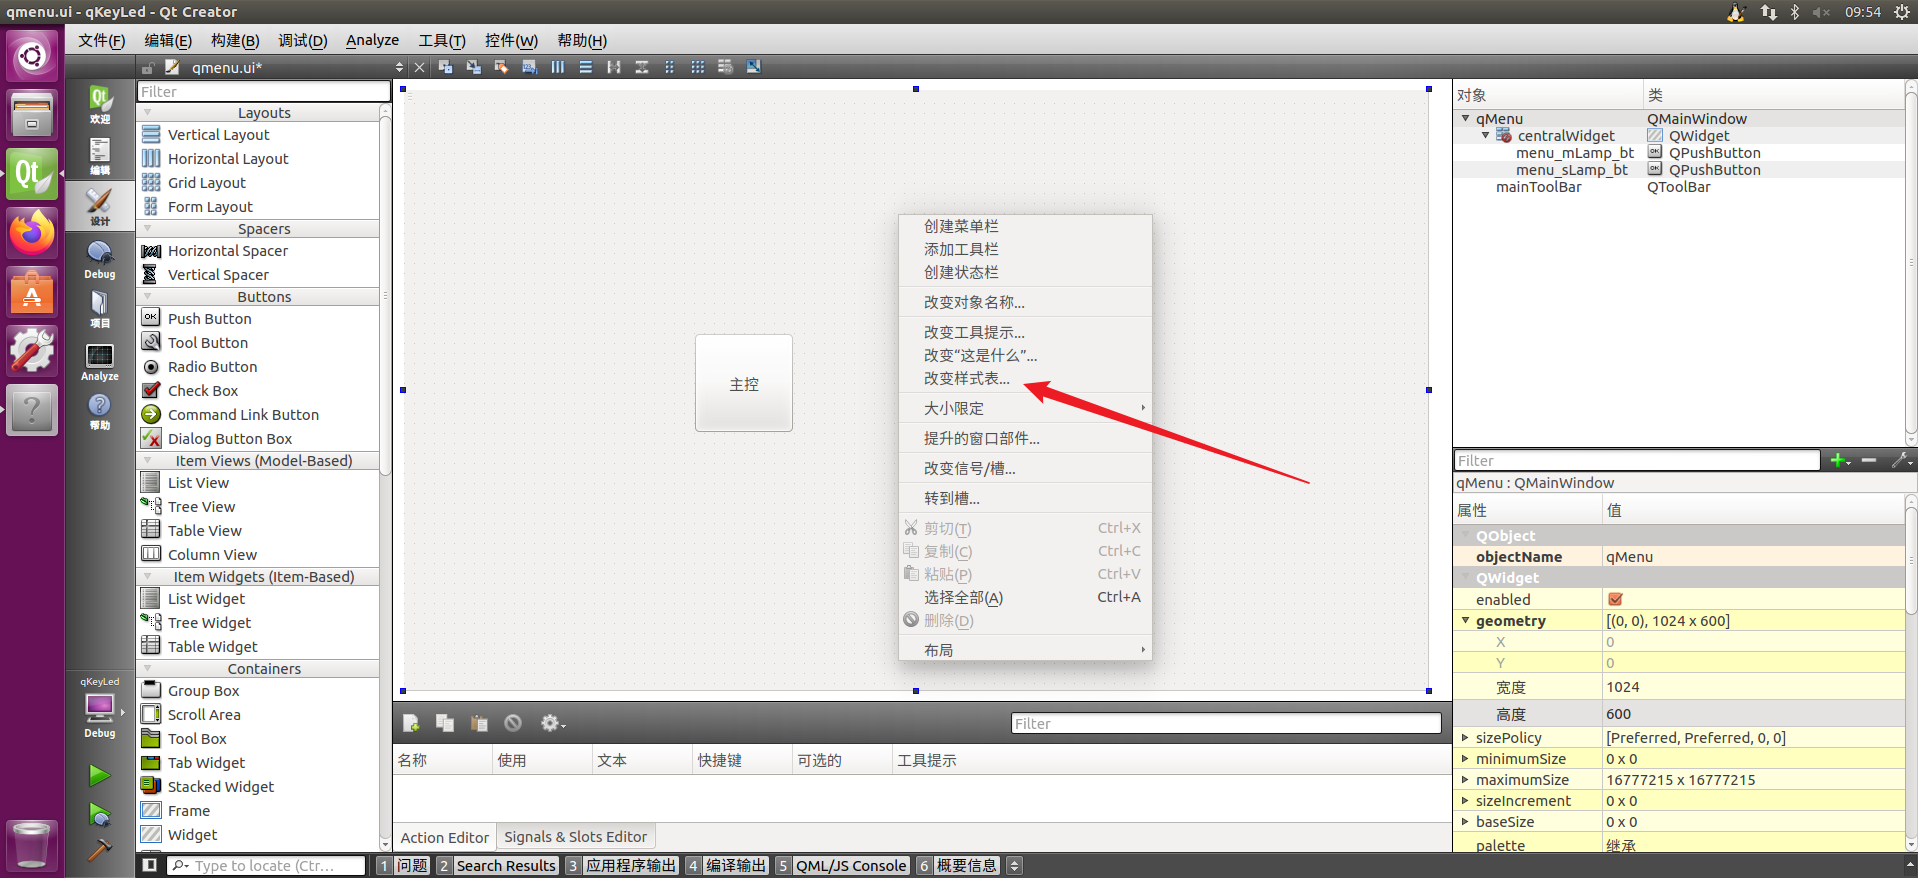 qmenu.ui - qKeyLed - Qt Creator
09:54
文件(F) 编辑(E) 构建(B) 调试(D) Analyze 工具(T) 控件(W) 帮助(H)
qmenu.ui*
Qt
欢迎
编辑
设计
Debug
项目
Analyze
帮助
qKeyLed
Debug
Filter
Layouts
Vertical Layout
Horizontal Layout
Grid Layout
Form Layout
Spacers
Horizontal Spacer
Vertical Spacer
Buttons
Push Button
Tool Button
Radio Button
Check Box
Command Link Button
Dialog Button Box
Item Views (Model-Based)
List View
Tree View
Table View
Column View
Item Widgets (Item-Based)
List Widget
Tree Widget
Table Widget
Containers
Group Box
Scroll Area
Tool Box
Tab Widget
Stacked Widget
Frame
Widget
主控
创建菜单栏
添加工具栏
创建状态栏
改变对象名称...
改变工具提示...
改变“这是什么”...
改变样式表...
大小限定
提升的窗口部件...
改变信号/槽...
转到槽...
剪切(T) Ctrl+X
复制(C) Ctrl+C
粘贴(P) Ctrl+V
选择全部(A) Ctrl+A
删除(D)
布局
Filter
名称 使用 文本 快捷键 可选的 工具提示
Action Editor Signals & Slots Editor
对象 类
qMenu QMainWindow
centralWidget QWidget
menu_mLamp_bt QPushButton
menu_sLamp_bt QPushButton
mainToolBar QToolBar
Filter
qMenu : QMainWindow
属性 值
QObject
objectName qMenu
QWidget
enabled
geometry [(0, 0), 1024 x 600]
X 0
Y 0
宽度 1024
高度 600
sizePolicy [Preferred, Preferred, 0, 0]
minimumSize 0 x 0
maximumSize 16777215 x 16777215
sizeIncrement 0 x 0
baseSize 0 x 0
palette 继承
Type to locate (Ctr...
1 问题 2 Search Results 3 应用程序输出 4 编译输出 5 QML/JS Console 6 概要信息